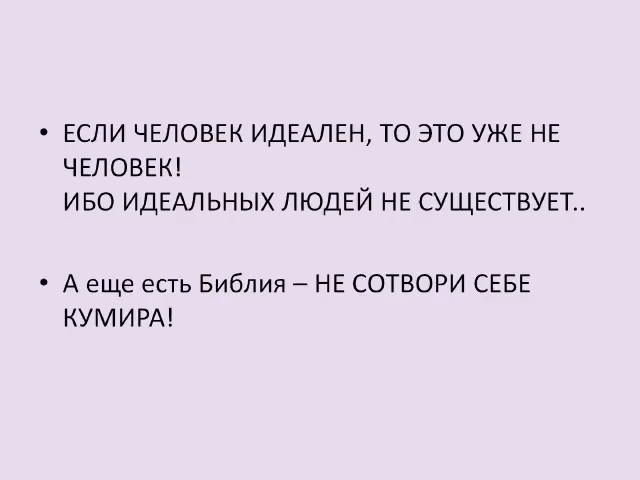 • ЕСЛИ ЧЕЛОВЕК ИДЕАЛЕН, ТО ЭТО УЖЕ НЕ
ЧЕЛОВЕК!
ИБО ИДЕАЛЬНЫХ ЛЮДЕЙ НЕ СУЩЕСТВУЕТ..
• А еще есть Библия – НЕ СОТВОРИ СЕБЕ
КУМИРА!